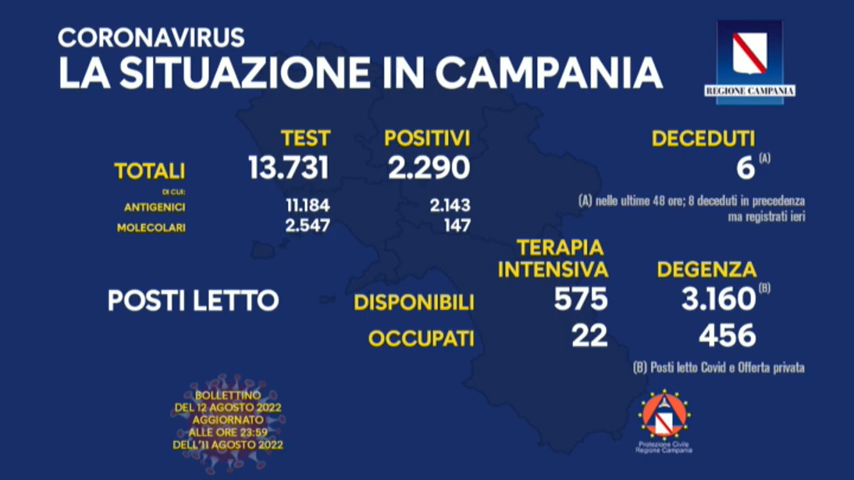 CORONAVIRUS
LA SITUAZIONE IN CAMPANIA
REGIONE CAMPANIA
TEST POSITIVI DECEDUTI
TOTALI 13.731 2.290 6 (A)
DI CUI:
ANTIGENICI 11.184 2.143
MOLECOLARI 2.547 147
(A) nelle ultime 48 ore; 8 deceduti in precedenza
ma registrati ieri
TERAPIA
INTENSIVA DEGENZA
POSTI LETTO DISPONIBILI 575 3.160 (B)
OCCUPATI 22 456
(B) Posti letto Covid e Offerta privata
BOLLETTINO
DEL 12 AGOSTO 2022
AGGIORNATO
ALLE ORE 23:59
DELL'11 AGOSTO 2022
Protezione Civile
Regione Campania